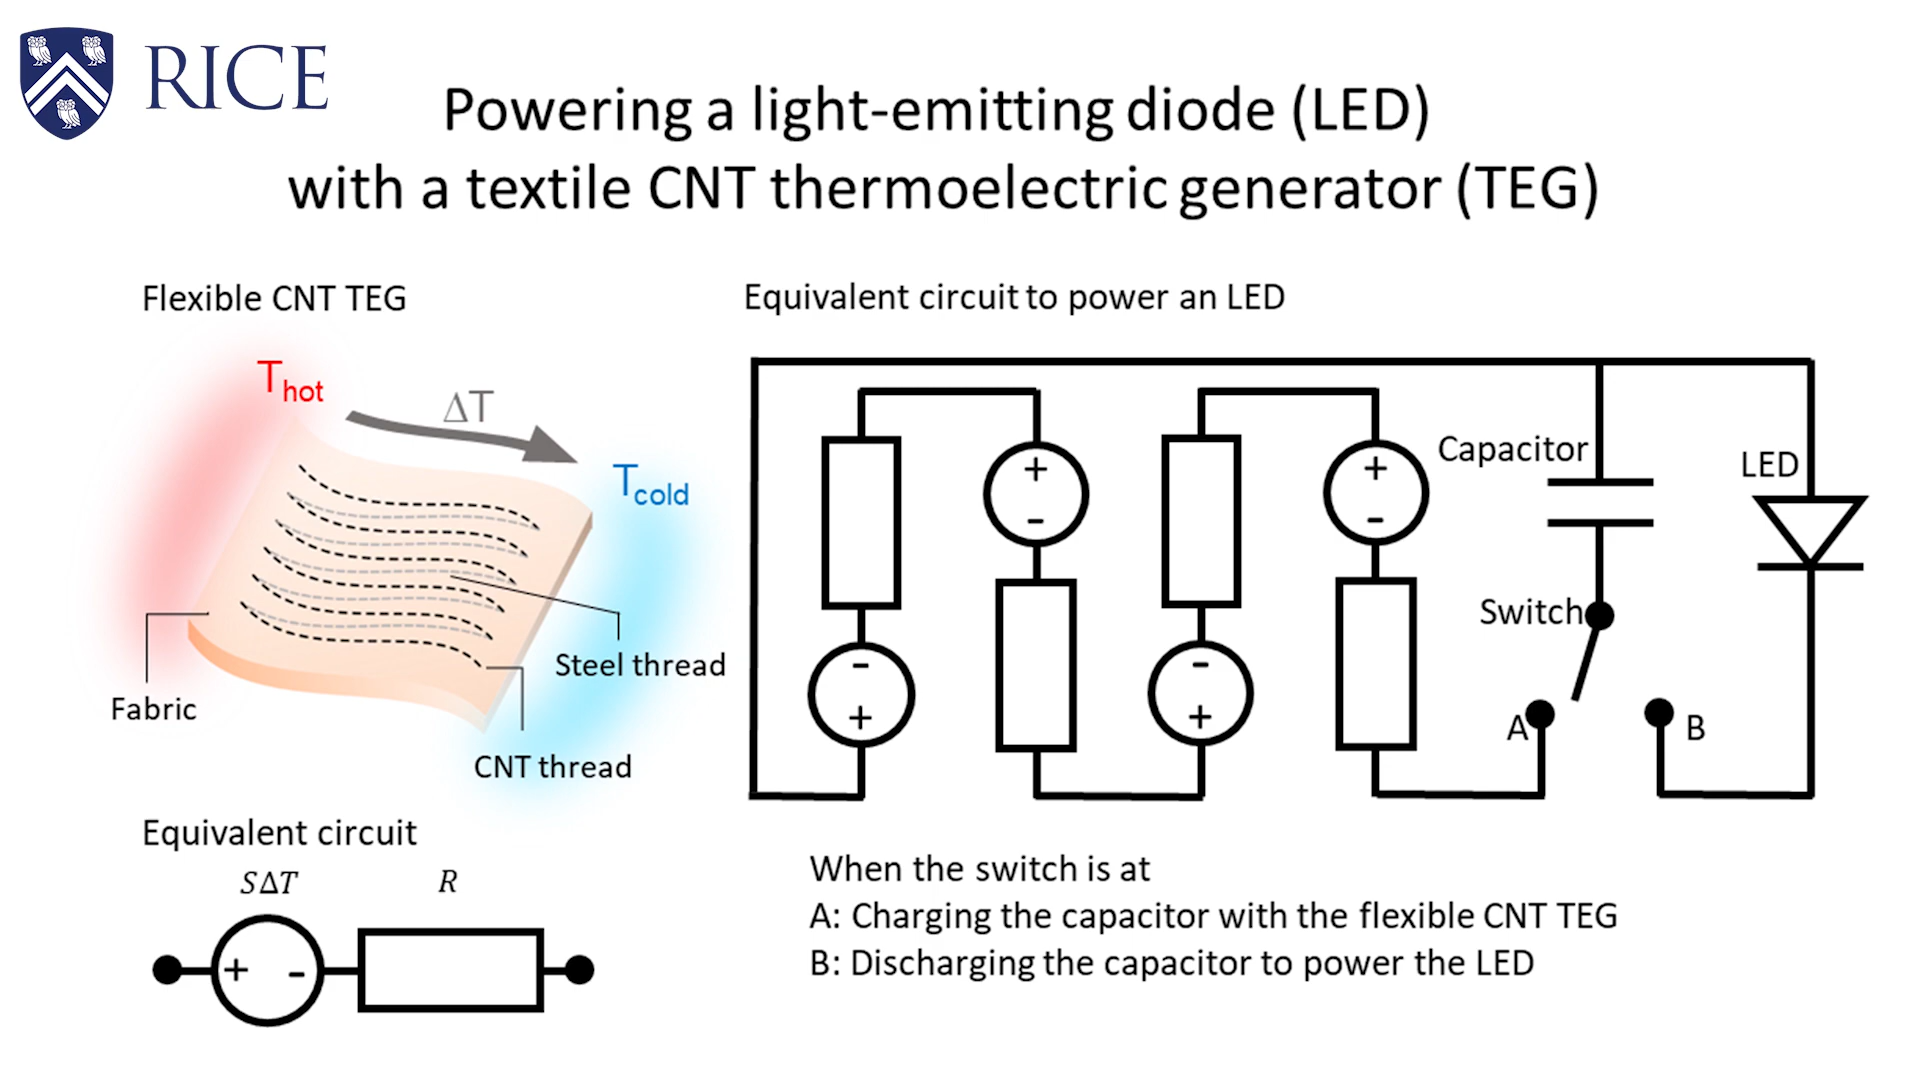 RICE
Powering a light-emitting diode (LED)
with a textile CNT thermoelectric generator (TEG)
Flexible CNT TEG
T hot
ΔT
T cold
Steel thread
Fabric
CNT thread
Equivalent circuit
SΔT
R
+ -
Equivalent circuit to power an LED
+
-
-
+
+
-
-
+
Capacitor
LED
Switch
A
B
When the switch is at
A: Charging the capacitor with the flexible CNT TEG
B: Discharging the capacitor to power the LED